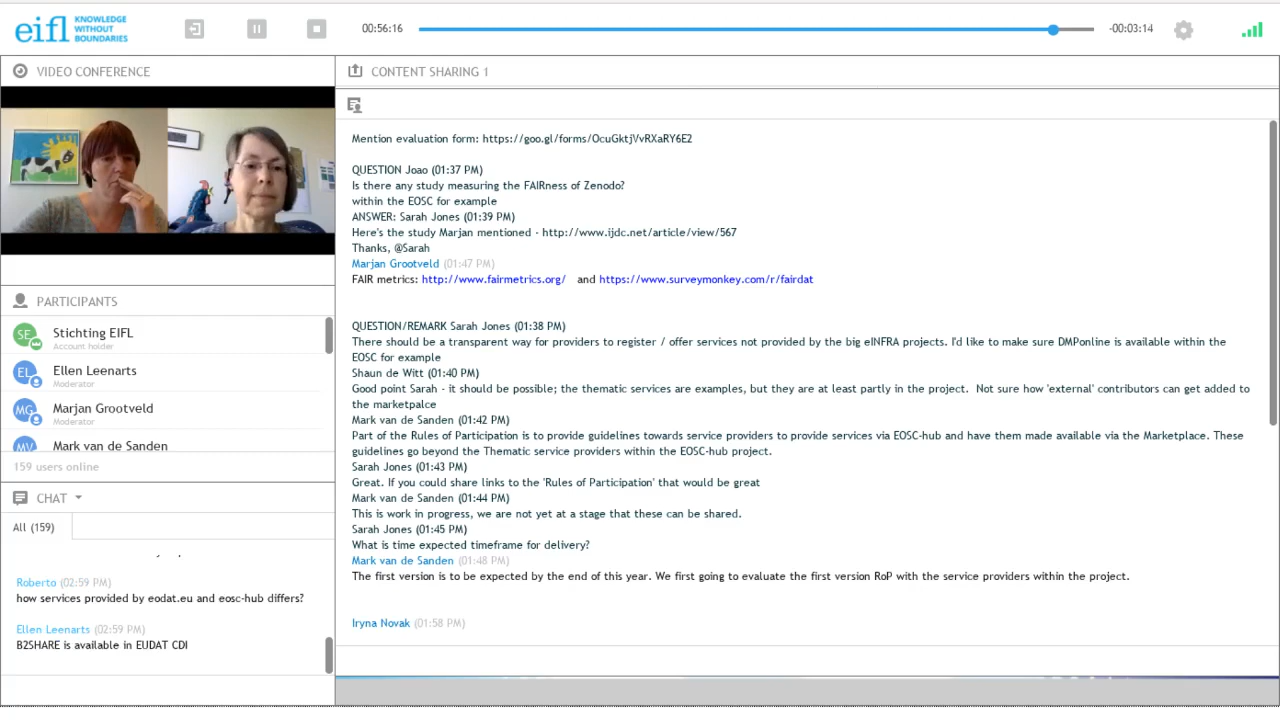 eifl KNOWLEDGE
WITHOUT
BOUNDARIES
00:56:16
-00:03:14
VIDEO CONFERENCE
PARTICIPANTS
SE
Stichting EIFL
Account holder
EL
Ellen Leenarts
Moderator
MG
Marjan Grootveld
Moderator
MV
Mark van de Sanden
159 users online
CHAT
All (159)
Roberto (02:59 PM)
how services provided by eodat.eu and eosc-hub differs?
Ellen Leenarts (02:59 PM)
B2SHARE is available in EUDAT CDI
CONTENT SHARING 1
Mention evaluation form: https://goo.gl/forms/OcuGktjVvRXaRY6E2
QUESTION Joao (01:37 PM)
Is there any study measuring the FAIRness of Zenodo?
within the EOSC for example
ANSWER: Sarah Jones (01:39 PM)
Here's the study Marjan mentioned - http://www.ijdc.net/article/view/567
Thanks, @Sarah
Marjan Grootveld (01:47 PM)
FAIR metrics: http://www.fairmetrics.org/ and https://www.surveymonkey.com/r/fairdat
QUESTION/REMARK Sarah Jones (01:38 PM)
There should be a transparent way for providers to register / offer services not provided by the big eINFRA projects. I'd like to make sure DMPonline is available within the
EOSC for example
Shaun de Witt (01:40 PM)
Good point Sarah - it should be possible; the thematic services are examples, but they are at least partly in the project. Not sure how 'external' contributors can get added to
the marketpalce
Mark van de Sanden (01:42 PM)
Part of the Rules of Participation is to provide guidelines towards service providers to provide services via EOSC-hub and have them made available via the Marketplace. These
guidelines go beyond the Thematic service providers within the EOSC-hub project.
Sarah Jones (01:43 PM)
Great. If you could share links to the 'Rules of Participation' that would be great
Mark van de Sanden (01:44 PM)
This is work in progress, we are not yet at a stage that these can be shared.
Sarah Jones (01:45 PM)
What is time expected timeframe for delivery?
Mark van de Sanden (01:48 PM)
The first version is to be expected by the end of this year. We first going to evaluate the first version RoP with the service providers within the project.
Iryna Novak (01:58 PM)